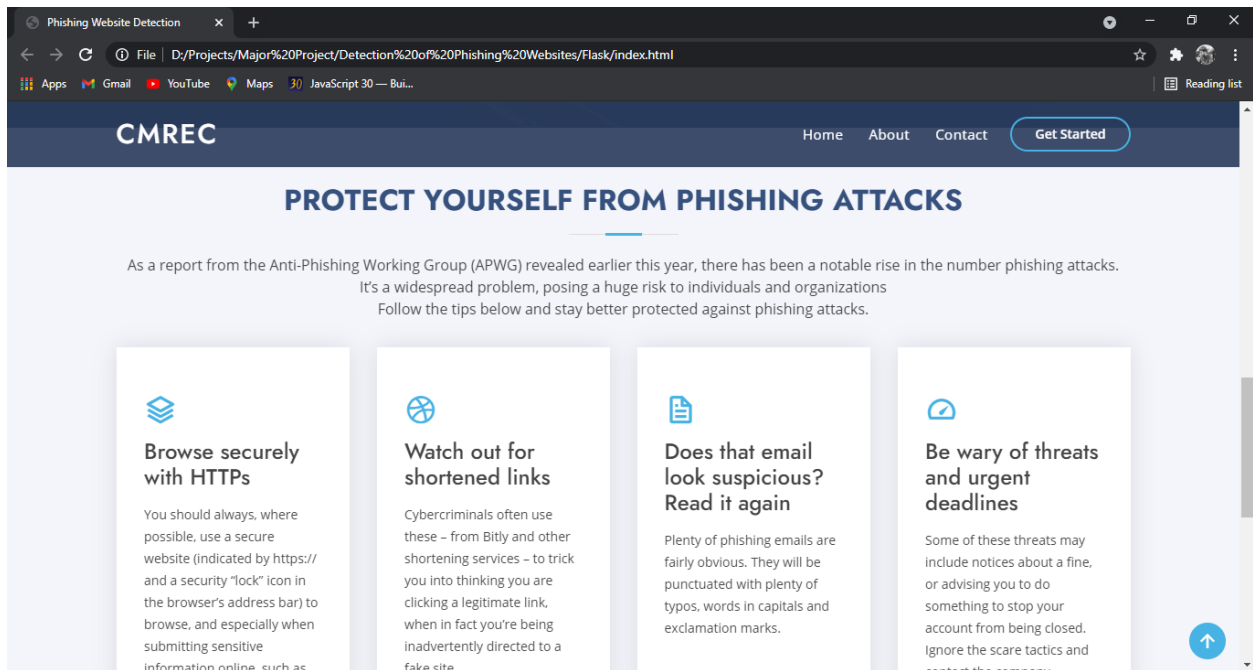 Phishing Website Detection
File D:/Projects/Major%20Project/Detection%20of%20Phishing%20Websites/Flask/index.html
Apps Gmail YouTube Maps 30 JavaScript 30 — Bui... Reading list
CMREC Home About Contact Get Started
PROTECT YOURSELF FROM PHISHING ATTACKS
As a report from the Anti-Phishing Working Group (APWG) revealed earlier this year, there has been a notable rise in the number phishing attacks.
It's a widespread problem, posing a huge risk to individuals and organizations
Follow the tips below and stay better protected against phishing attacks.
Browse securely
with HTTPs
You should always, where
possible, use a secure
website (indicated by https://
and a security “lock” icon in
the browser's address bar) to
browse, and especially when
submitting sensitive
information online, such as
Watch out for
shortened links
Cybercriminals often use
these – from Bitly and other
shortening services – to trick
you into thinking you are
clicking a legitimate link,
when in fact you're being
inadvertently directed to a
fake site.
Does that email
look suspicious?
Read it again
Plenty of phishing emails are
fairly obvious. They will be
punctuated with plenty of
typos, words in capitals and
exclamation marks.
Be wary of threats
and urgent
deadlines
Some of these threats may
include notices about a fine,
or advising you to do
something to stop your
account from being closed.
Ignore the scare tactics and
contact the company